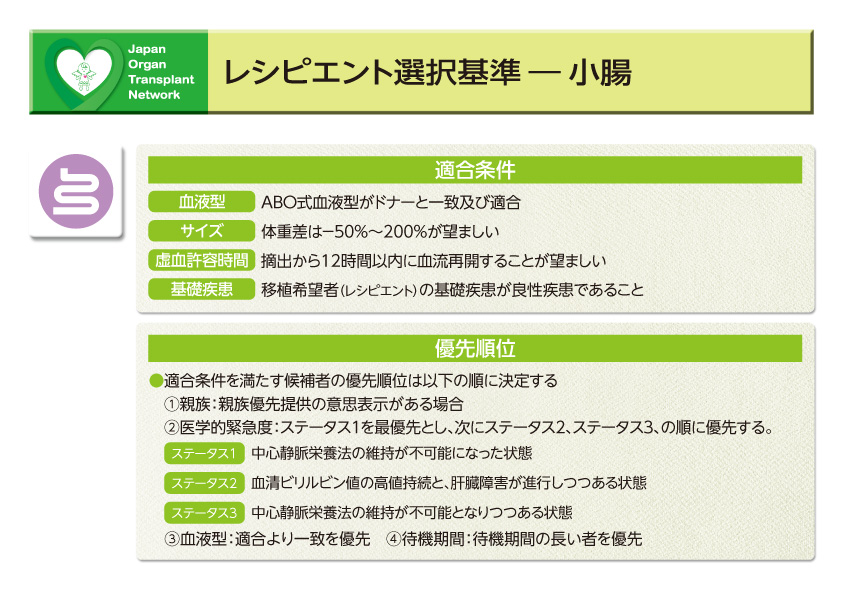 Japan
Organ
Transplant
Network
レシピエント選択基準 ― 小腸
適合条件
血液型 ABO式血液型がドナーと一致及び適合
サイズ 体重差は−50%～200%が望ましい
虚血許容時間 摘出から12時間以内に血流再開することが望ましい
基礎疾患 移植希望者（レシピエント）の基礎疾患が良性疾患であること
優先順位
●適合条件を満たす候補者の優先順位は以下の順に決定する
①親族：親族優先提供の意思表示がある場合
②医学的緊急度：ステータス1を最優先とし、次にステータス2、ステータス3、の順に優先する。
ステータス1 中心静脈栄養法の維持が不可能になった状態
ステータス2 血清ビリルビン値の高値持続と、肝臓障害が進行しつつある状態
ステータス3 中心静脈栄養法の維持が不可能となりつつある状態
③血液型：適合より一致を優先 ④待機期間：待機期間の長い者を優先